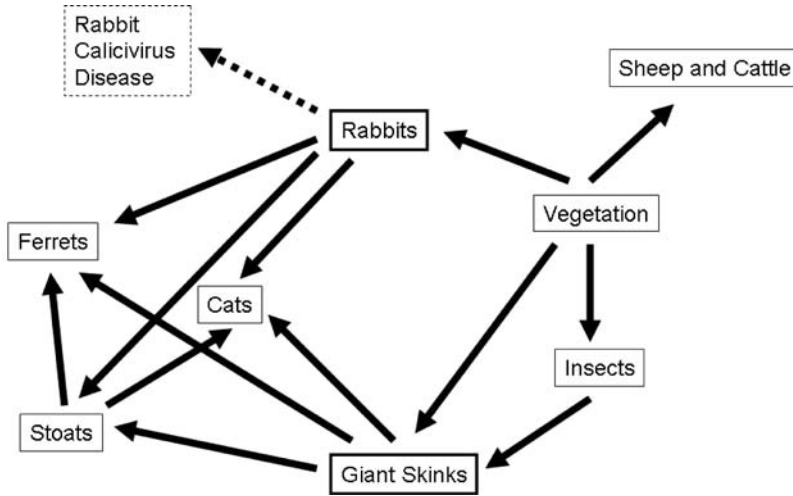 Rabbit
Calicivirus
Disease
Sheep and Cattle
Rabbits
Vegetation
Ferrets
Cats
Insects
Stoats
Giant Skinks